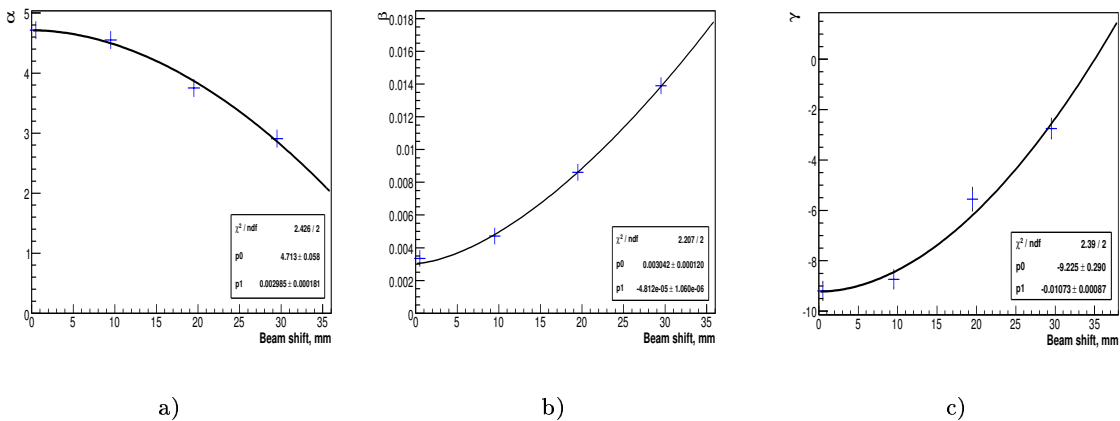 α
5
4
3
2
1
0
0 5 10 15 20 25 30 35
Beam shift, mm
χ² / ndf 2.426 / 2
p0 4.713 ± 0.058
p1 0.002985 ± 0.000181
a)
β
0.018
0.016
0.014
0.012
0.01
0.008
0.006
0.004
0.002
0
0 5 10 15 20 25 30 35
Beam shift, mm
χ² / ndf 2.207 / 2
p0 0.003042 ± 0.000120
p1 -4.812e-05 ± 1.060e-06
b)
γ
0
-2
-4
-6
-8
-10
0 5 10 15 20 25 30 35
Beam shift, mm
χ² / ndf 2.39 / 2
p0 -9.225 ± 0.290
p1 -0.01073 ± 0.00087
c)